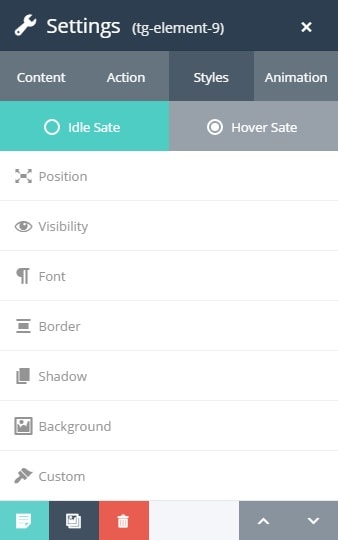 Settings (tg-element-9)
Content Action Styles Animation
Idle Sate Hover Sate
Position
Visibility
Font
Border
Shadow
Background
Custom